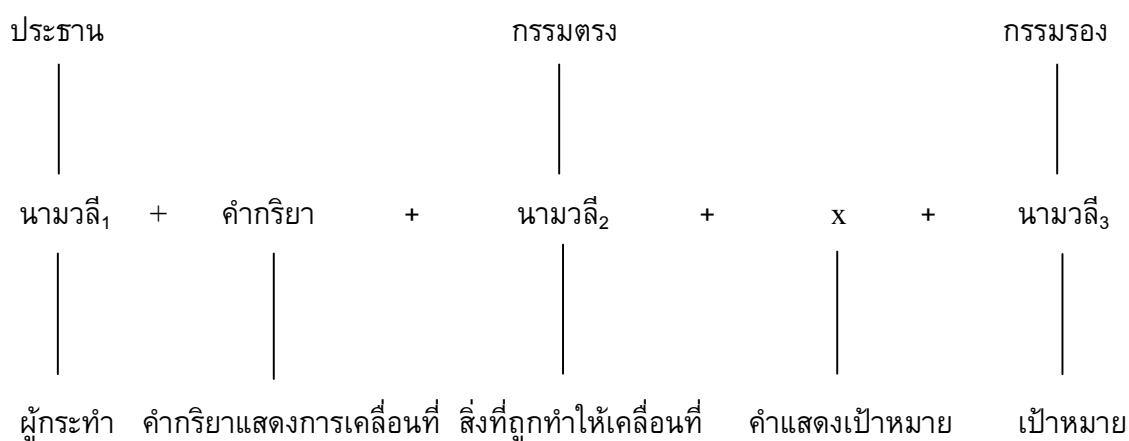 ประธาน กรรมตรง กรรมรอง
นามวลี₁ + คำกริยา + นามวลี₂ + x + นามวลี₃
ผู้กระทำ คำกริยาแสดงการเคลื่อนที่ สิ่งที่ถูกทำให้เคลื่อนที่ คำแสดงเป้าหมาย เป้าหมาย